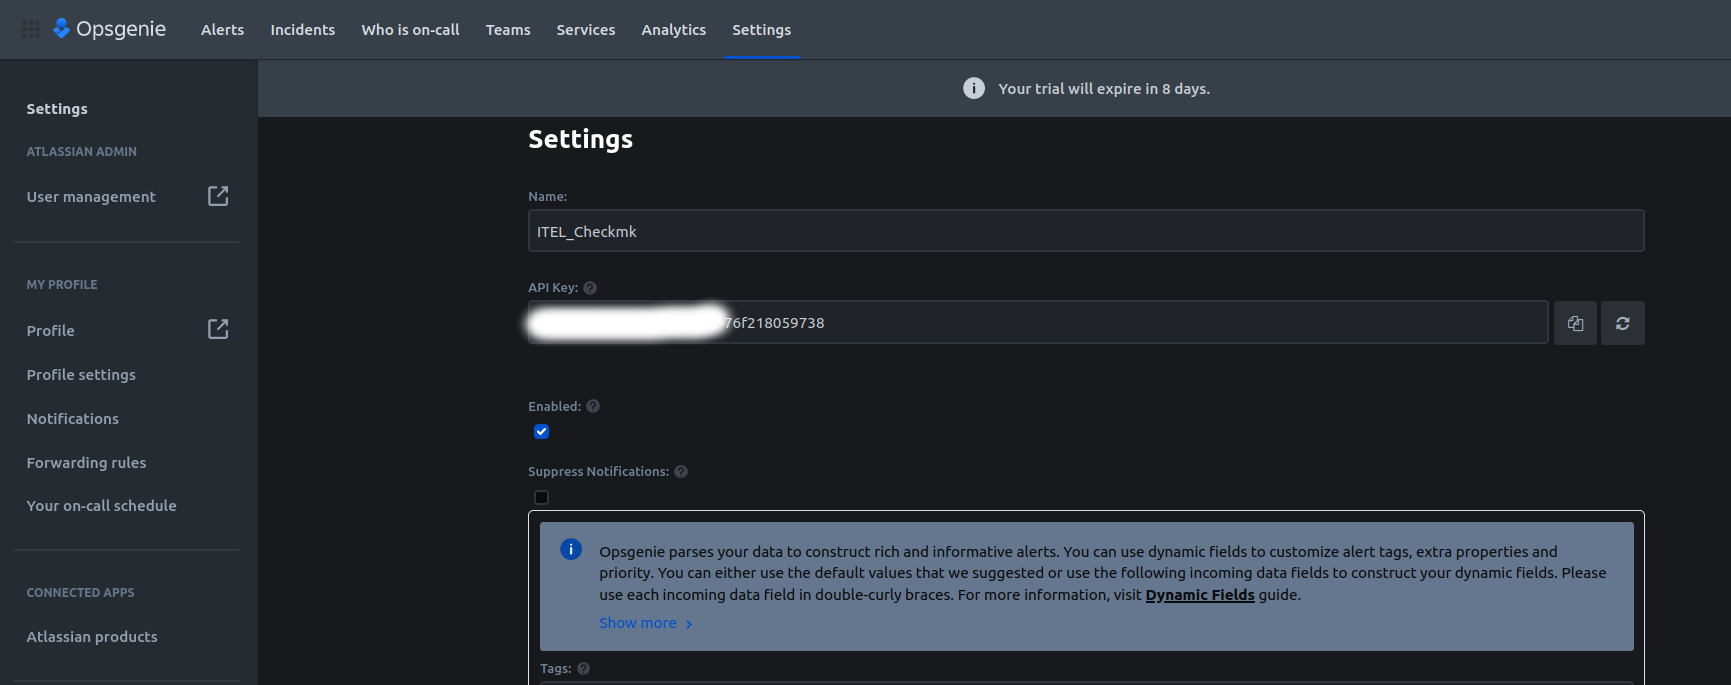 Opsgenie Alerts Incidents Who is on-call Teams Services Analytics Settings
Your trial will expire in 8 days.
Settings
ATLASSIAN ADMIN
User management
MY PROFILE
Profile
Profile settings
Notifications
Forwarding rules
Your on-call schedule
CONNECTED APPS
Atlassian products
Settings
Name:
ITEL_Checkmk
API Key:
76f218059738
Enabled:
Suppress Notifications:
Opsgenie parses your data to construct rich and informative alerts. You can use dynamic fields to customize alert tags, extra properties and
priority. You can either use the default values that we suggested or use the following incoming data fields to construct your dynamic fields. Please
use each incoming data field in double-curly braces. For more information, visit Dynamic Fields guide.
Show more
Tags: